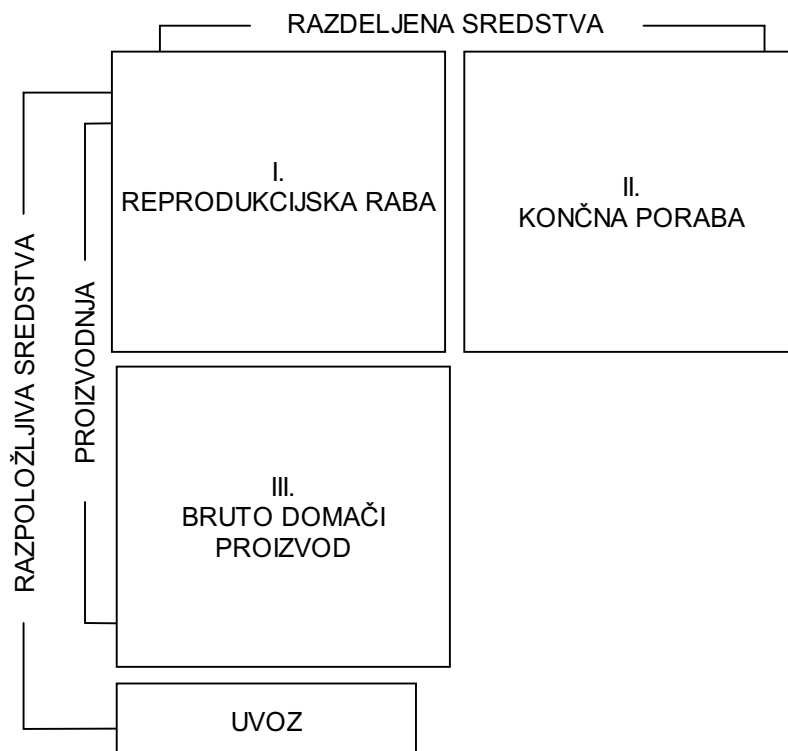 RAZDELJENA SREDSTVA
I.
REPRODUKCIJSKA RABA
II.
KONČNA PORABA
RAZPOLOŽLJIVA SREDSTVA
PROIZVODNJA
III.
BRUTO DOMAČI
PROIZVOD
UVOZ